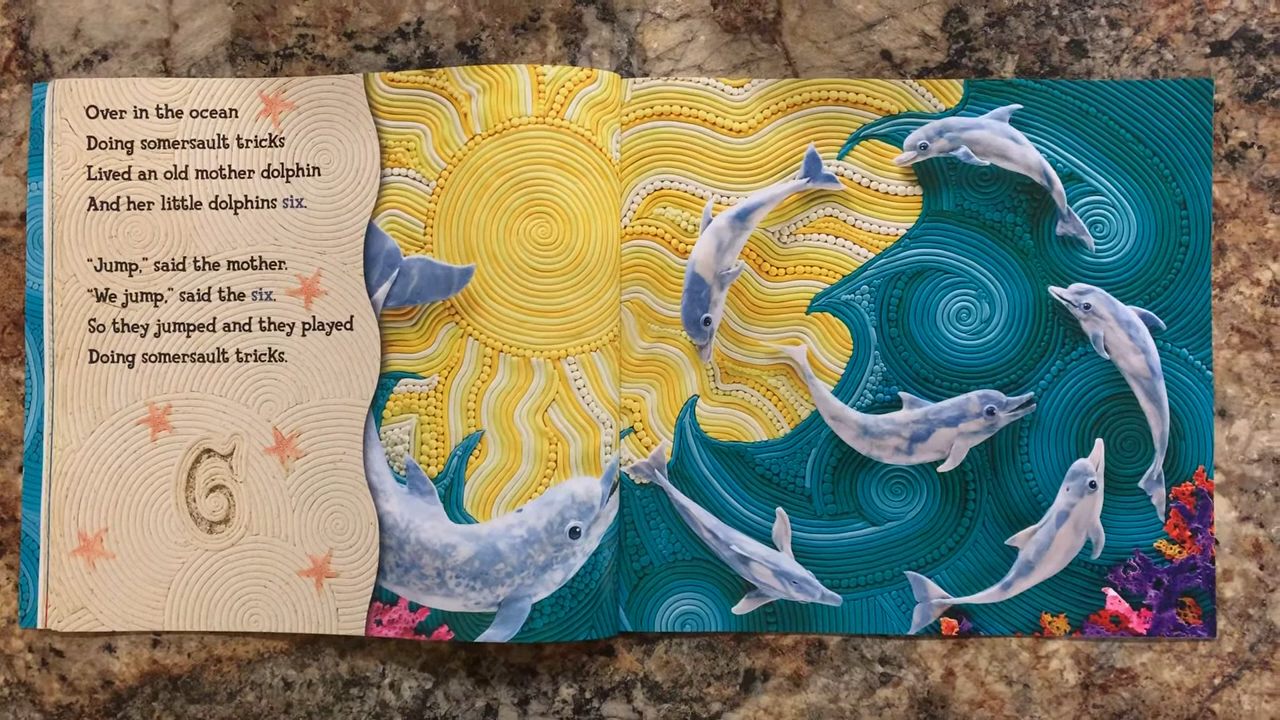 Over in the ocean
Doing somersault tricks
Lived an old mother dolphin
And her little dolphins six.
“Jump,” said the mother.
“We jump,” said the six.
So they jumped and they played
Doing somersault tricks.
6